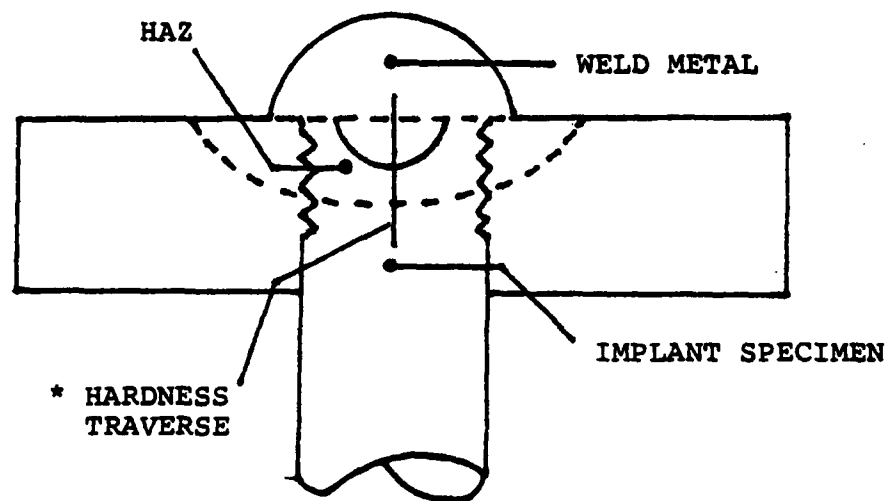 HAZ
WELD METAL
IMPLANT SPECIMEN
* HARDNESS
TRAVERSE